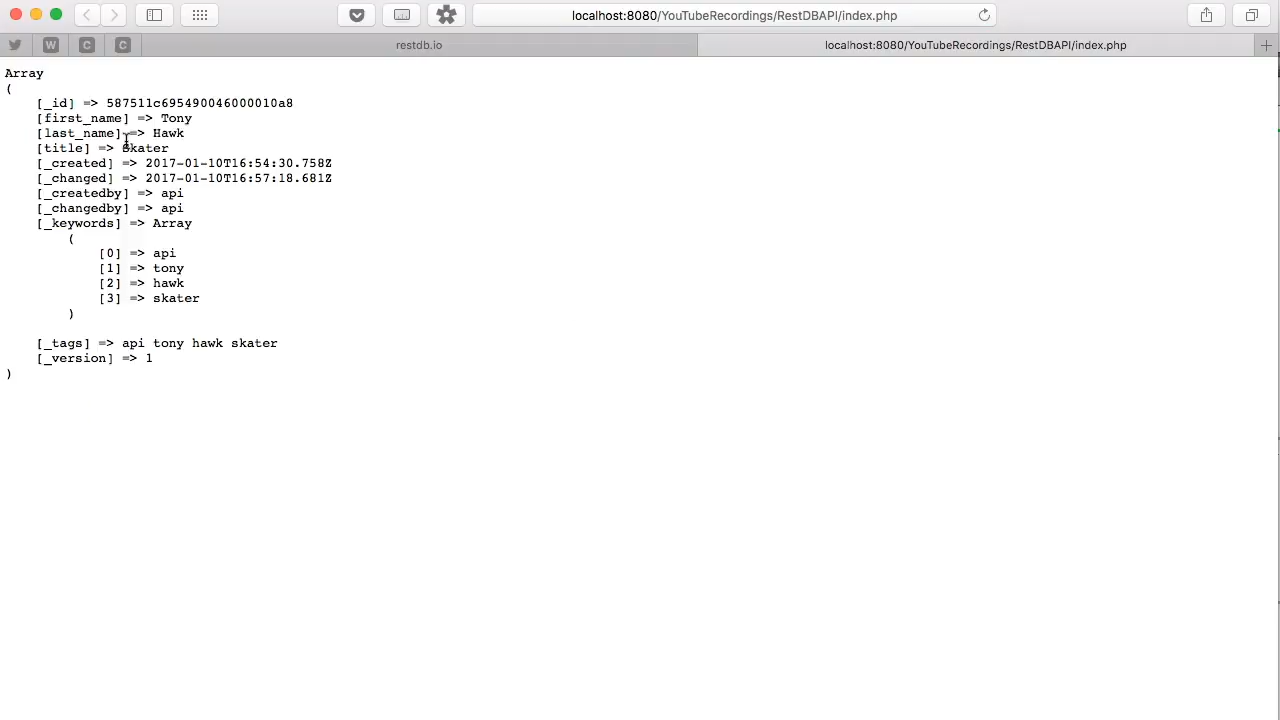 localhost:8080/YouTubeRecordings/RestDBAPI/index.php
W C C restdb.io localhost:8080/YouTubeRecordings/RestDBAPI/index.php
Array
(
[_id] => 587511c695490046000010a8
[first_name] => Tony
[last_name] => Hawk
[title] => Skater
[_created] => 2017-01-10T16:54:30.758Z
[_changed] => 2017-01-10T16:57:18.681Z
[_createdby] => api
[_changedby] => api
[_keywords] => Array
(
[0] => api
[1] => tony
[2] => hawk
[3] => skater
)
[_tags] => api tony hawk skater
[_version] => 1
)